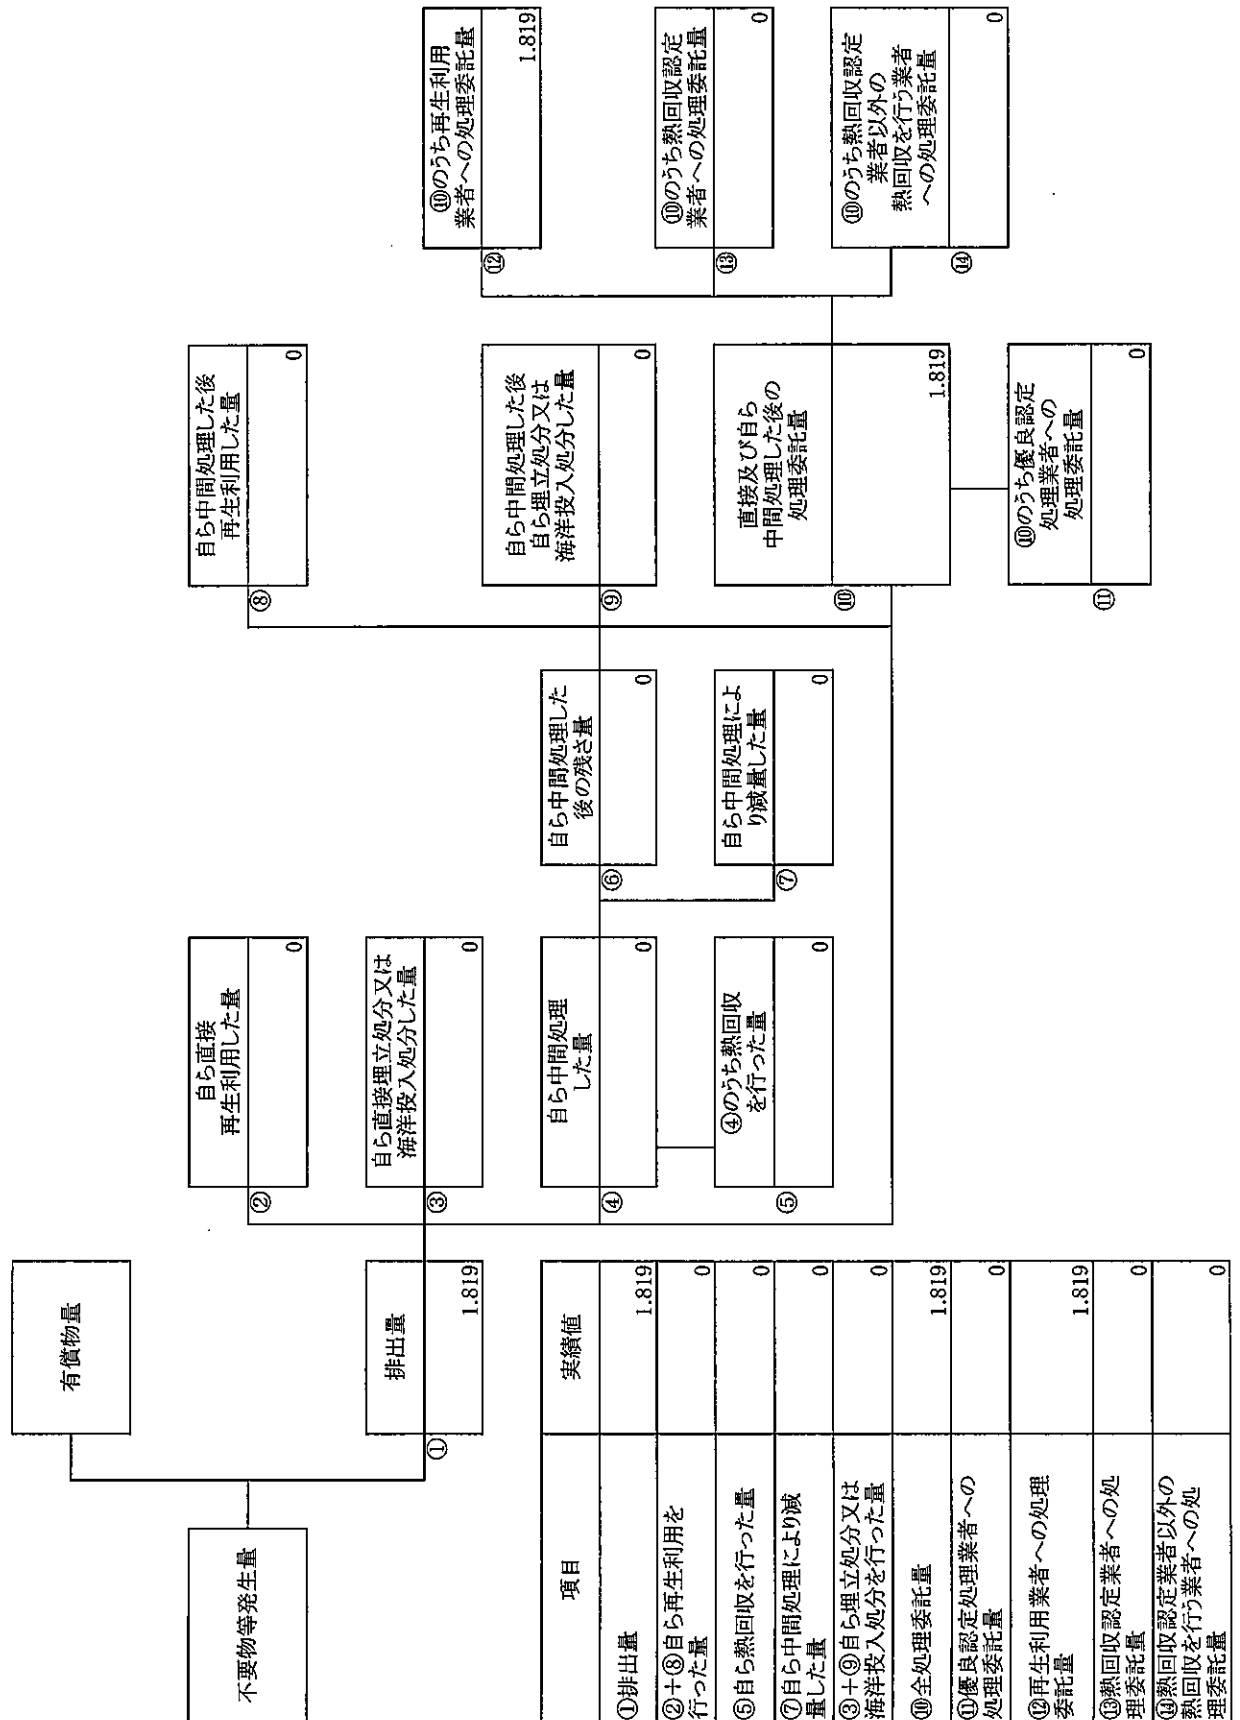 不要物等発生量
有償物量
①
排出量
1.819
②
自ら直接
再生利用した量
0
③
自ら直接埋立処分又は
海洋投入処分した量
0
④
自ら中間処理
した量
0
⑤
④のうち熱回収
を行った量
0
⑥
自ら中間処理した
後の残さ量
0
⑦
自ら中間処理によ
り減量した量
0
⑧
自ら中間処理した後
再生利用した量
0
⑨
自ら中間処理した後
自ら埋立処分又は
海洋投入処分した量
0
⑩
直接及び自ら
中間処理した後の
処理委託量
1.819
⑪
⑩のうち優良認定
処理業者への
処理委託量
0
⑫
⑩のうち再生利用
業者への処理委託量
1.819
⑬
⑩のうち熱回収認定
業者への処理委託量
0
⑭
⑩のうち熱回収認定
業者以外の
熱回収を行う業者
への処理委託量
0
項目 実績値
①排出量 1.819
②+⑧自ら再生利用を
行った量 0
⑤自ら熱回収を行った量 0
⑦自ら中間処理により減
量した量 0
③+⑨自ら埋立処分又は
海洋投入処分を行った量 0
⑩全処理委託量 1.819
⑪優良認定処理業者への
処理委託量 0
⑫再生利用業者への処理
委託量 1.819
⑬熱回収認定業者への処
理委託量 0
⑭熱回収認定業者以外の
熱回収を行う業者への処
理委託量 0